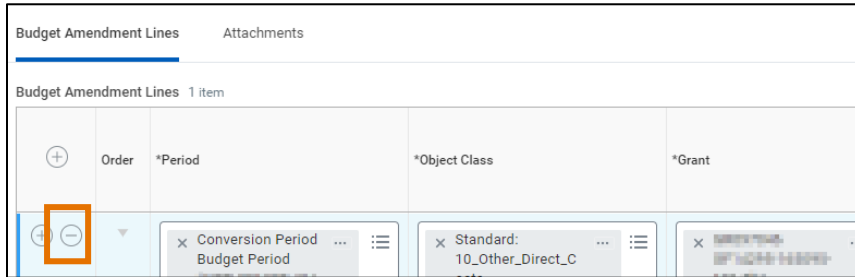 Budget Amendment Lines Attachments
Budget Amendment Lines 1 item
Order *Period *Object Class *Grant
Conversion Period Standard:
Budget Period 10_Other_Direct_C